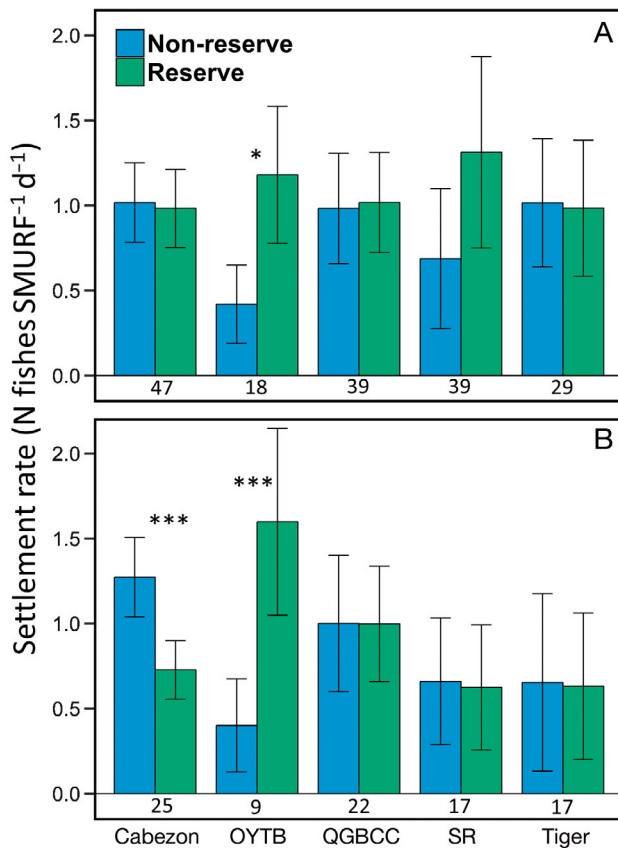 Settlement rate (N fishes SMURF⁻¹ d⁻¹)
A
Non-reserve
Reserve
2.0
1.5
1.0
0.5
0.0
*
47 18 39 39 29
B
2.0
1.5
1.0
0.5
0.0
*** ***
25 9 22 17 17
Cabezon OYTB QGBCC SR Tiger